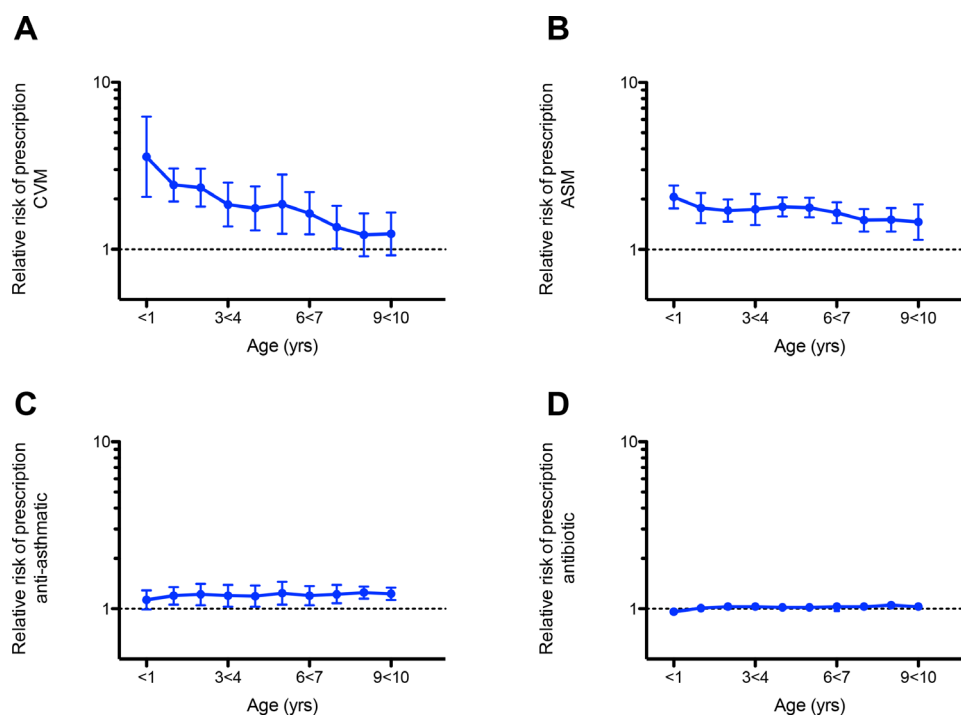 A
Relative risk of prescription
CVM
10
1
<1
3<4
6<7
9<10
Age (yrs)
B
Relative risk of prescription
ASM
10
1
<1
3<4
6<7
9<10
Age (yrs)
C
Relative risk of prescription
anti-asthmatic
10
1
<1
3<4
6<7
9<10
Age (yrs)
D
Relative risk of prescription
antibiotic
10
1
<1
3<4
6<7
9<10
Age (yrs)